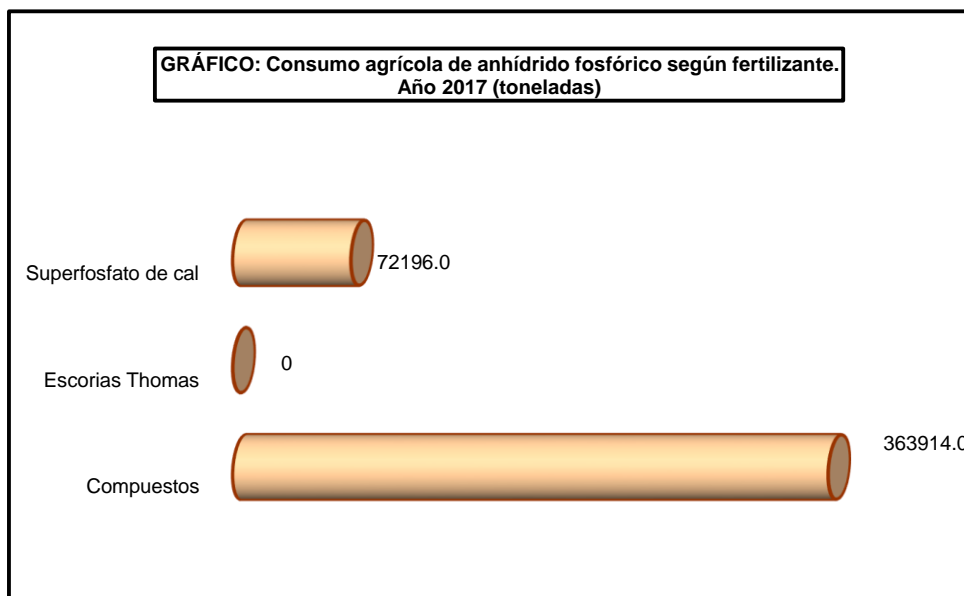 GRÁFICO: Consumo agrícola de anhídrido fosfórico según fertilizante.
Año 2017 (toneladas)
Superfosfato de cal
72196.0
Escorias Thomas
0
Compuestos
363914.0